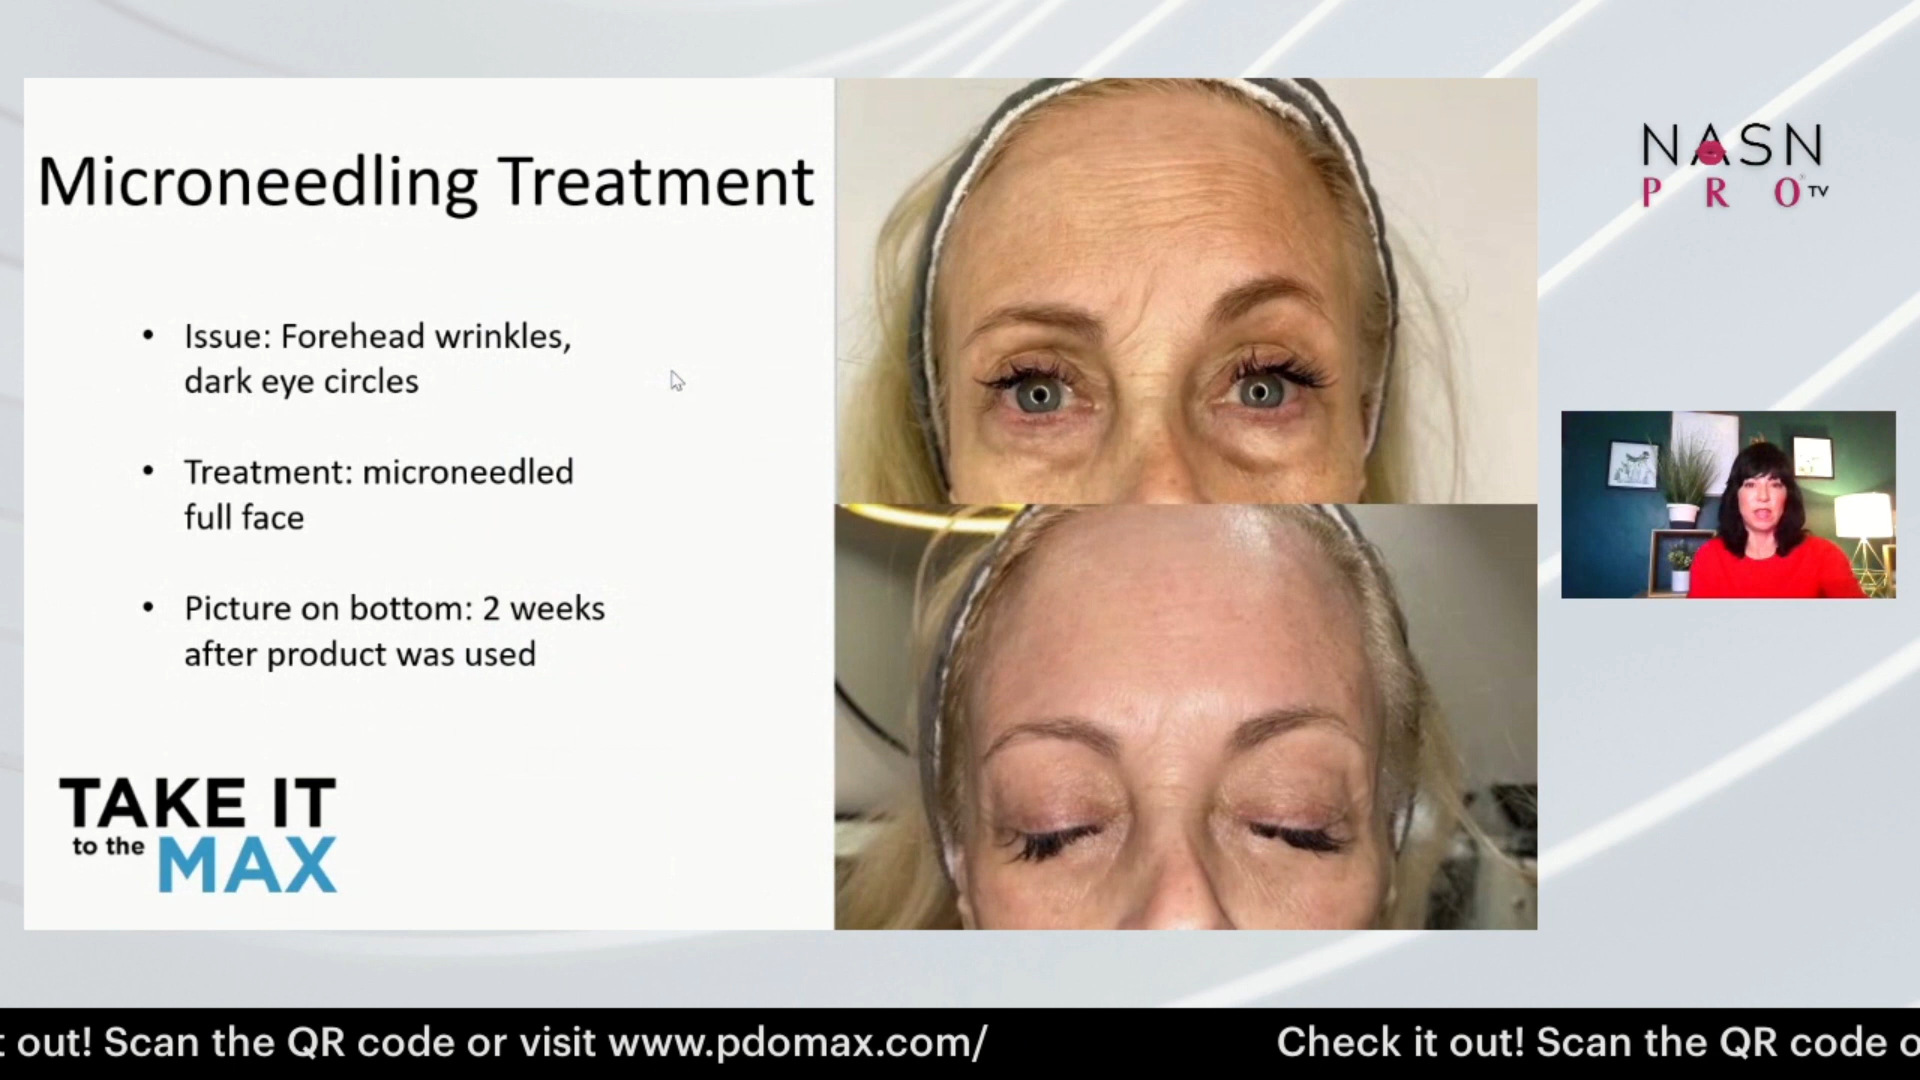 Microneedling Treatment
• Issue: Forehead wrinkles,
dark eye circles
• Treatment: microneedled
full face
• Picture on bottom: 2 weeks
after product was used
TAKE IT
to the MAX
NASN
PRO® TV
t out! Scan the QR code or visit www.pdomax.com/
Check it out! Scan the QR code o